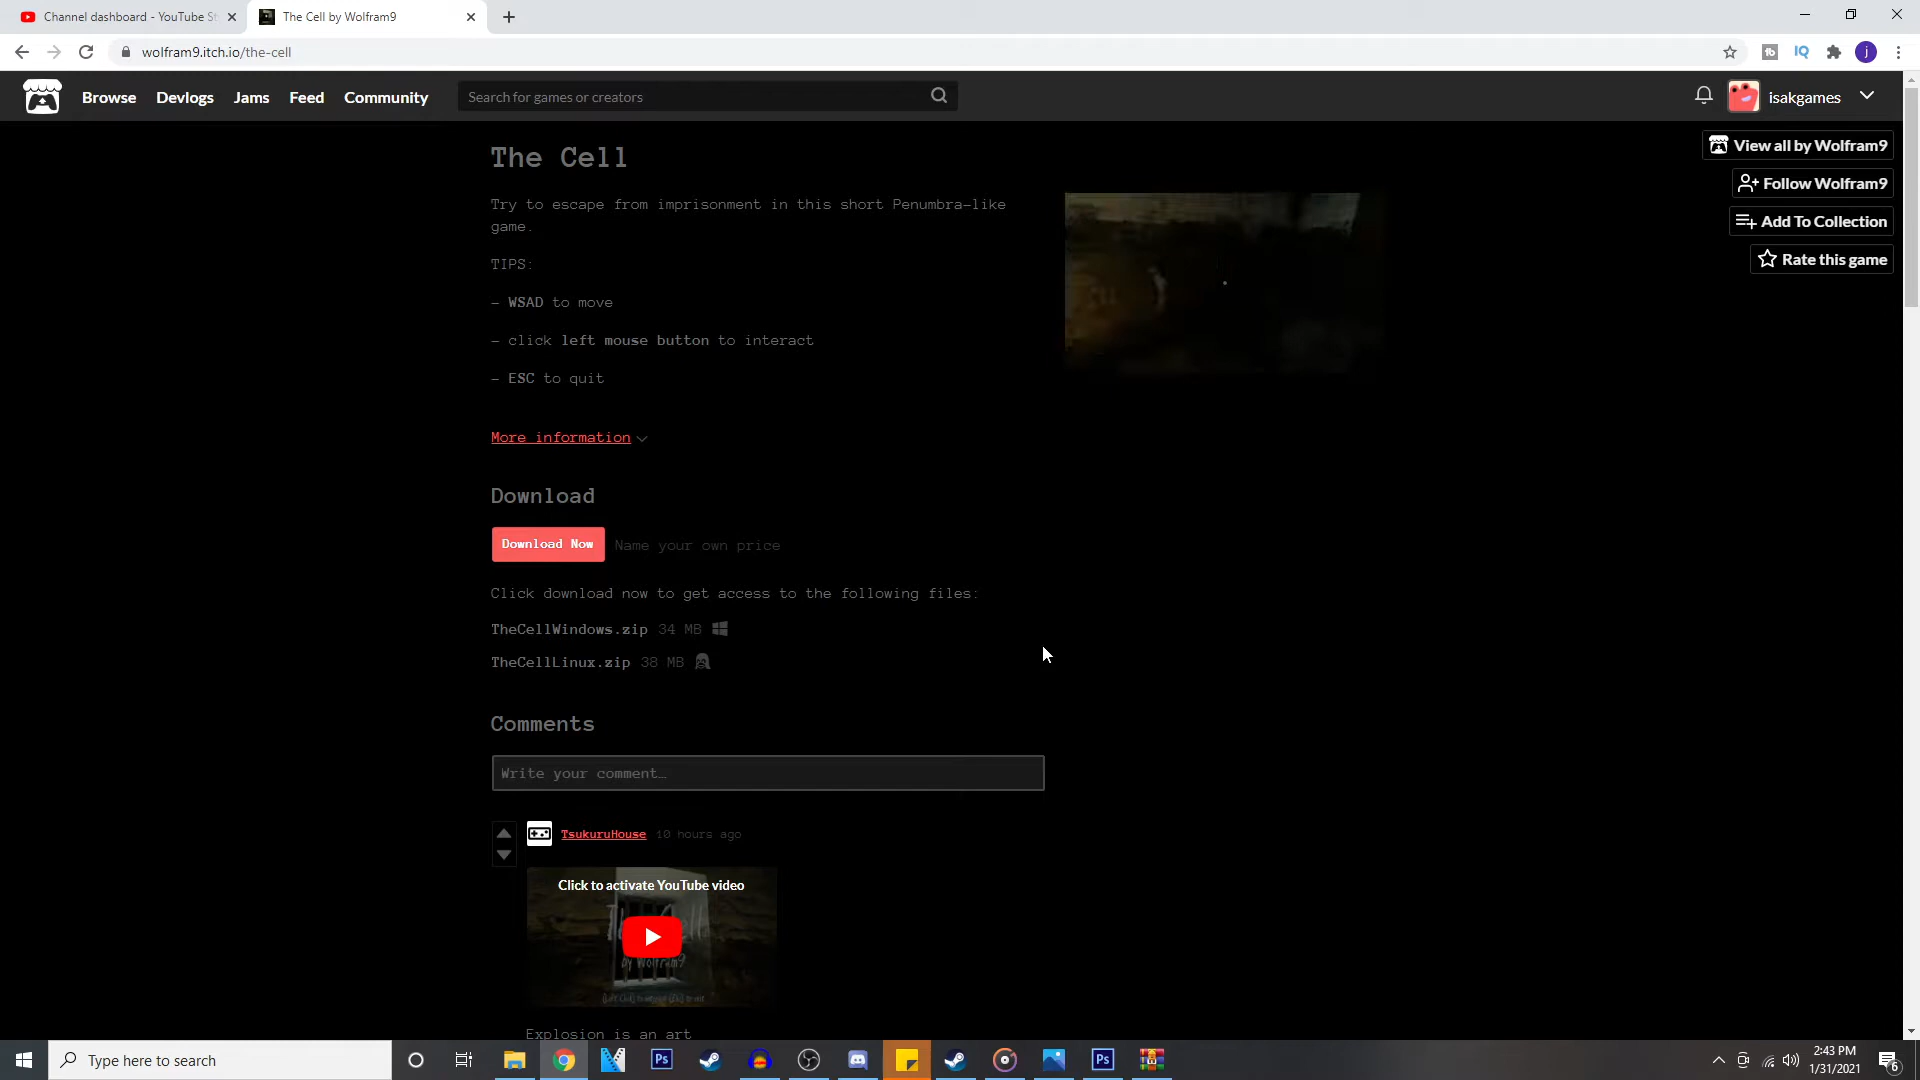 Channel dashboard - YouTube St
The Cell by Wolfram9
wolfram9.itch.io/the-cell
Browse
Devlogs
Jams
Feed
Community
Search for games or creators
isakgames
The Cell
View all by Wolfram9
Follow Wolfram9
Add To Collection
Rate this game
Try to escape from imprisonment in this short Penumbra-like
game.
TIPS:
- WSAD to move
- click left mouse button to interact
- ESC to quit
More information
Download
Download Now
Name your own price
Click download now to get access to the following files:
TheCellWindows.zip 34 MB
TheCellLinux.zip 38 MB
Comments
Write your comment…
TsukuruHouse 10 hours ago
Click to activate YouTube video
by Wolfram9
Explosion is an art
Type here to search
2:43 PM
1/31/2021
6